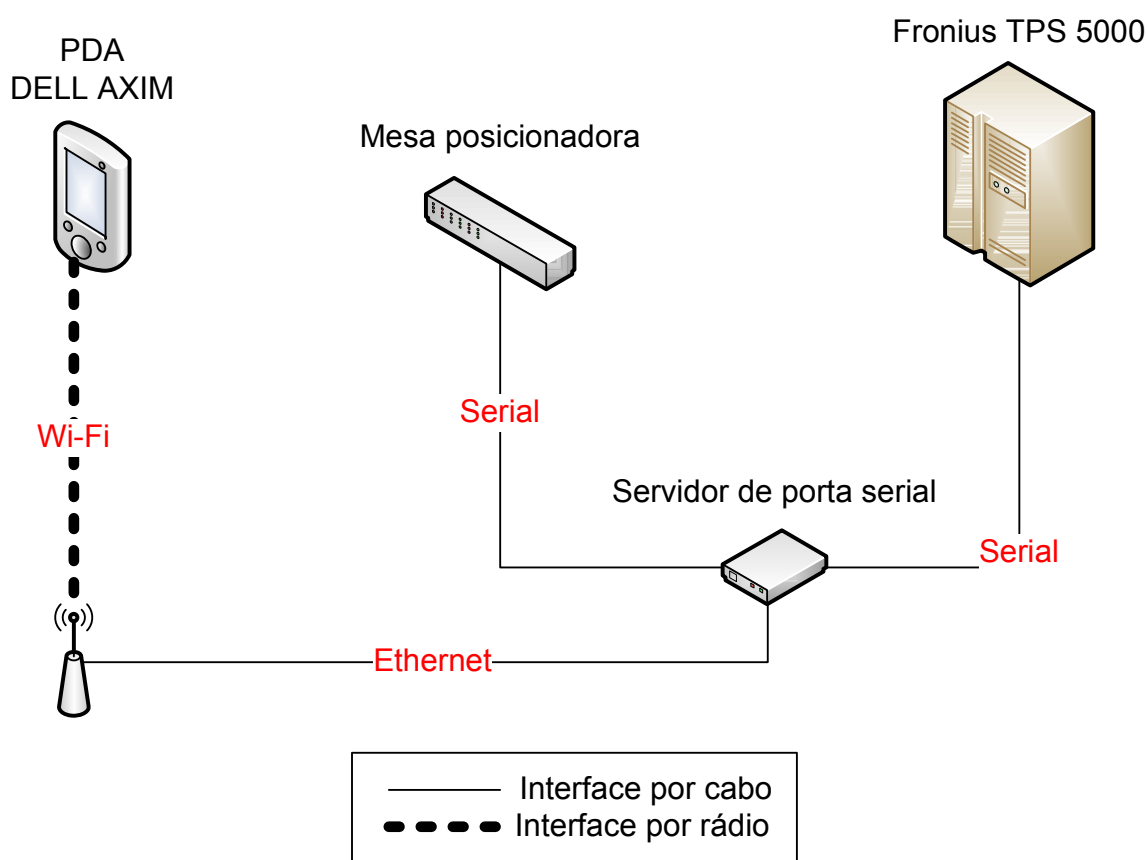 Fronius TPS 5000
PDA
DELL AXIM
Mesa posicionadora
Serial
Wi-Fi
Servidor de porta serial
Serial
Ethernet
Interface por cabo
Interface por rádio